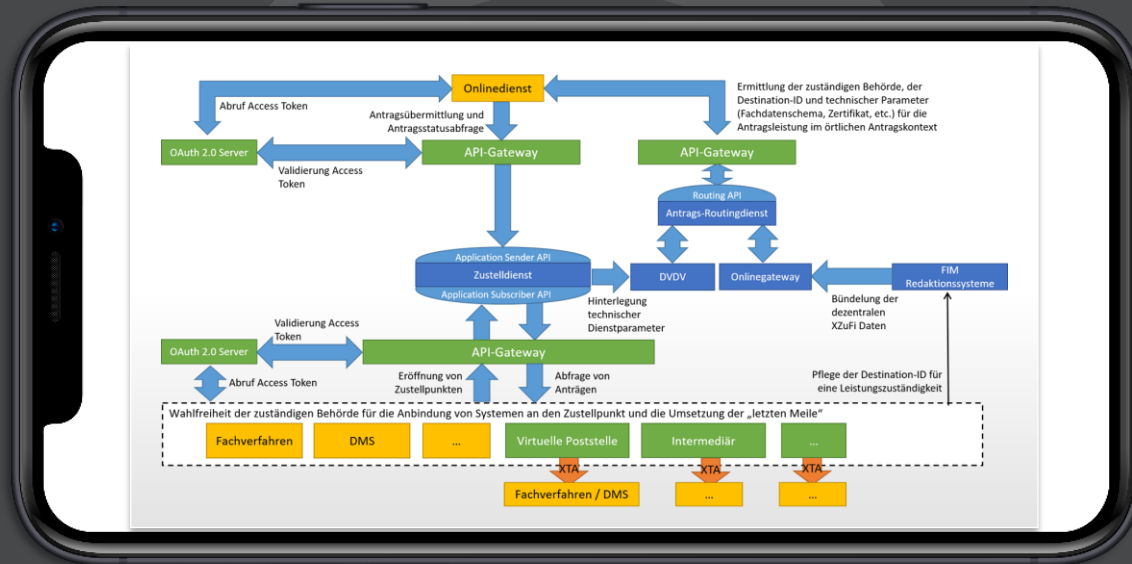 Onlinedienst
Abruf Access Token
Antragsübermittlung und
Antragsstatusabfrage
Ermittlung der zuständigen Behörde, der
Destination-ID und technischer Parameter
(Fachdatenschema, Zertifikat, etc.) für die
Antragsleistung im örtlichen Antragskontext
OAuth 2.0 Server
Validierung Access
Token
API-Gateway
API-Gateway
Routing API
Antrags-Routingdienst
Application Sender API
Zustelldienst
Application Subscriber API
DVDV
Onlinegateway
FIM
Redaktionssysteme
Hinterlegung
technischer
Dienstparameter
Bündelung der
dezentralen
XZuFi Daten
Validierung Access
Token
OAuth 2.0 Server
API-Gateway
Abruf Access Token
Eröffnung von
Zustellpunkten
Abfrage von
Anträgen
Pflege der Destination-ID für
eine Leistungszuständigkeit
Wahlfreiheit der zuständigen Behörde für die Anbindung von Systemen an den Zustellpunkt und die Umsetzung der „letzten Meile“
Fachverfahren
DMS
...
Virtuelle Poststelle
Intermediär
...
XTA
XTA
XTA
Fachverfahren / DMS
...
...